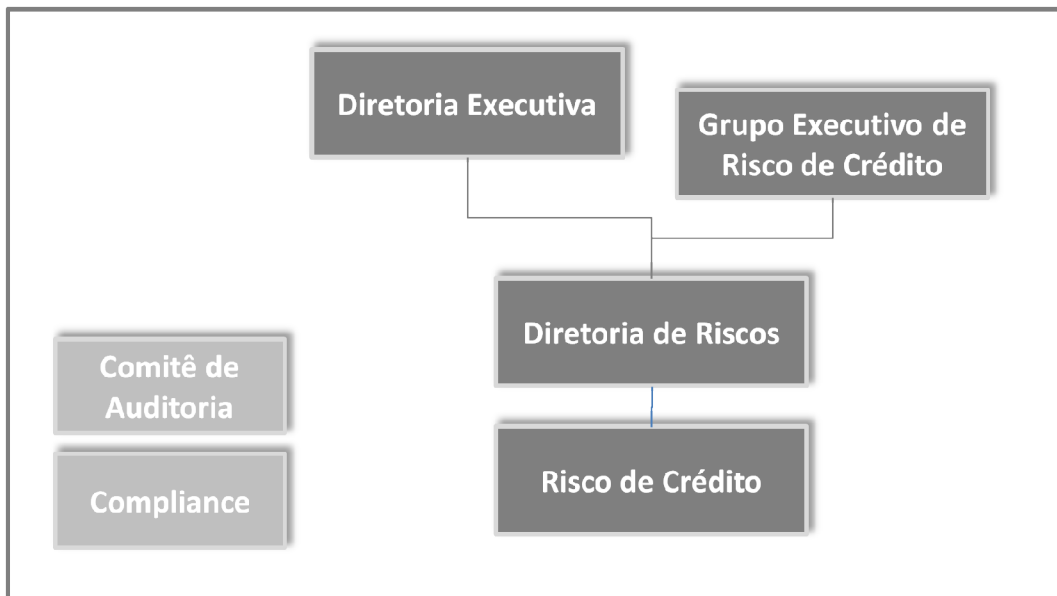 Diretoria Executiva
Grupo Executivo de
Risco de Crédito
Diretoria de Riscos
Comitê de
Auditoria
Risco de Crédito
Compliance